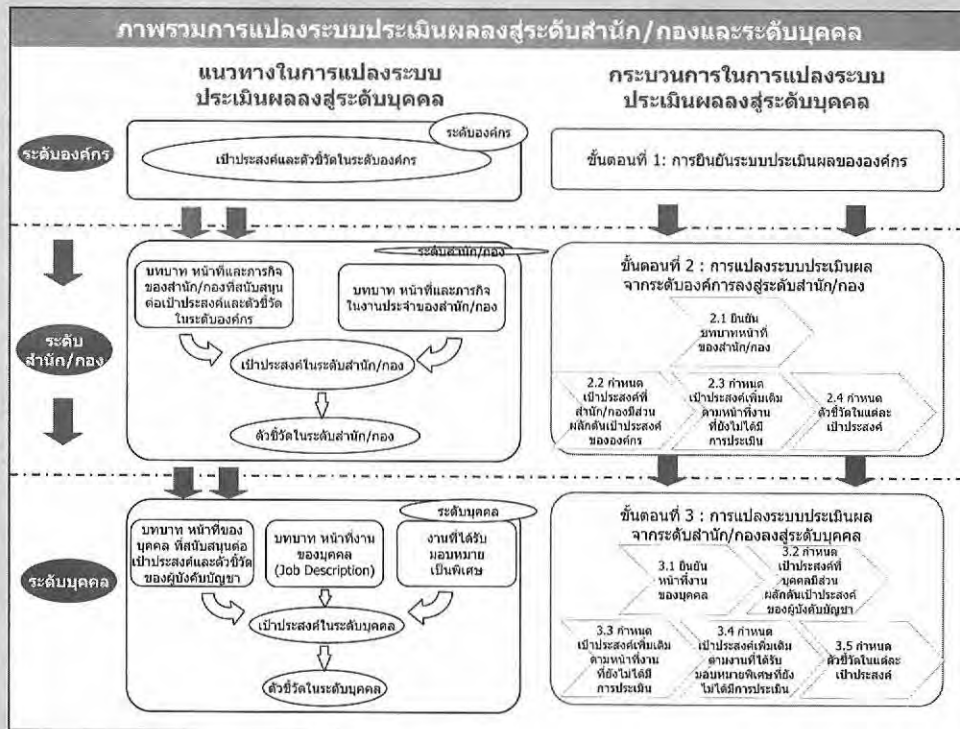 ภาพรวมการแปลงระบบประเมินผลลงสู่ระดับสำนัก/กองและระดับบุคคล
แนวทางในการแปลงระบบ
ประเมินผลลงสู่ระดับบุคคล
กระบวนการในการแปลงระบบ
ประเมินผลลงสู่ระดับบุคคล
ระดับองค์กร
ระดับองค์กร
เป้าประสงค์และตัวชี้วัดในระดับองค์กร
ขั้นตอนที่ 1: การยืนยันระบบประเมินผลขององค์กร
ระดับ
สำนัก/กอง
ระดับสำนัก/กอง
บทบาท หน้าที่และภารกิจ
ของสำนัก/กองที่สนับสนุน
ต่อเป้าประสงค์และตัวชี้วัด
ในระดับองค์กร
บทบาท หน้าที่และภารกิจ
ในงานประจำของสำนัก/กอง
เป้าประสงค์ในระดับสำนัก/กอง
ตัวชี้วัดในระดับสำนัก/กอง
ขั้นตอนที่ 2 : การแปลงระบบประเมินผล
จากระดับองค์การลงสู่ระดับสำนัก/กอง
2.1 ยืนยัน
บทบาทหน้าที่
ของสำนัก/กอง
2.2 กำหนด
เป้าประสงค์ที่
สำนัก/กองมีส่วน
ผลักดันเป้าประสงค์
ขององค์กร
2.3 กำหนด
เป้าประสงค์เพิ่มเติม
ตามหน้าที่งาน
ที่ยังไม่ได้มี
การประเมิน
2.4 กำหนด
ตัวชี้วัดในแต่ละ
เป้าประสงค์
ระดับบุคคล
ระดับบุคคล
บทบาท หน้าที่ของ
บุคคล ที่สนับสนุนต่อ
เป้าประสงค์และตัวชี้วัด
ของผู้บังคับบัญชา
บทบาท หน้าที่งาน
ของบุคคล
(Job Description)
งานที่ได้รับ
มอบหมาย
เป็นพิเศษ
เป้าประสงค์ในระดับบุคคล
ตัวชี้วัดในระดับบุคคล
ขั้นตอนที่ 3 : การแปลงระบบประเมินผล
จากระดับสำนัก/กองลงสู่ระดับบุคคล
3.1 ยืนยัน
หน้าที่งาน
ของบุคคล
3.2 กำหนด
เป้าประสงค์ที่
บุคคลมีส่วน
ผลักดันเป้าประสงค์
ของผู้บังคับบัญชา
3.3 กำหนด
เป้าประสงค์เพิ่มเติม
ตามหน้าที่งาน
ที่ยังไม่ได้มี
การประเมิน
3.4 กำหนด
เป้าประสงค์เพิ่มเติม
ตามงานที่ได้รับ
มอบหมายพิเศษที่ยัง
ไม่ได้มีการประเมิน
3.5 กำหนด
ตัวชี้วัดในแต่ละ
เป้าประสงค์